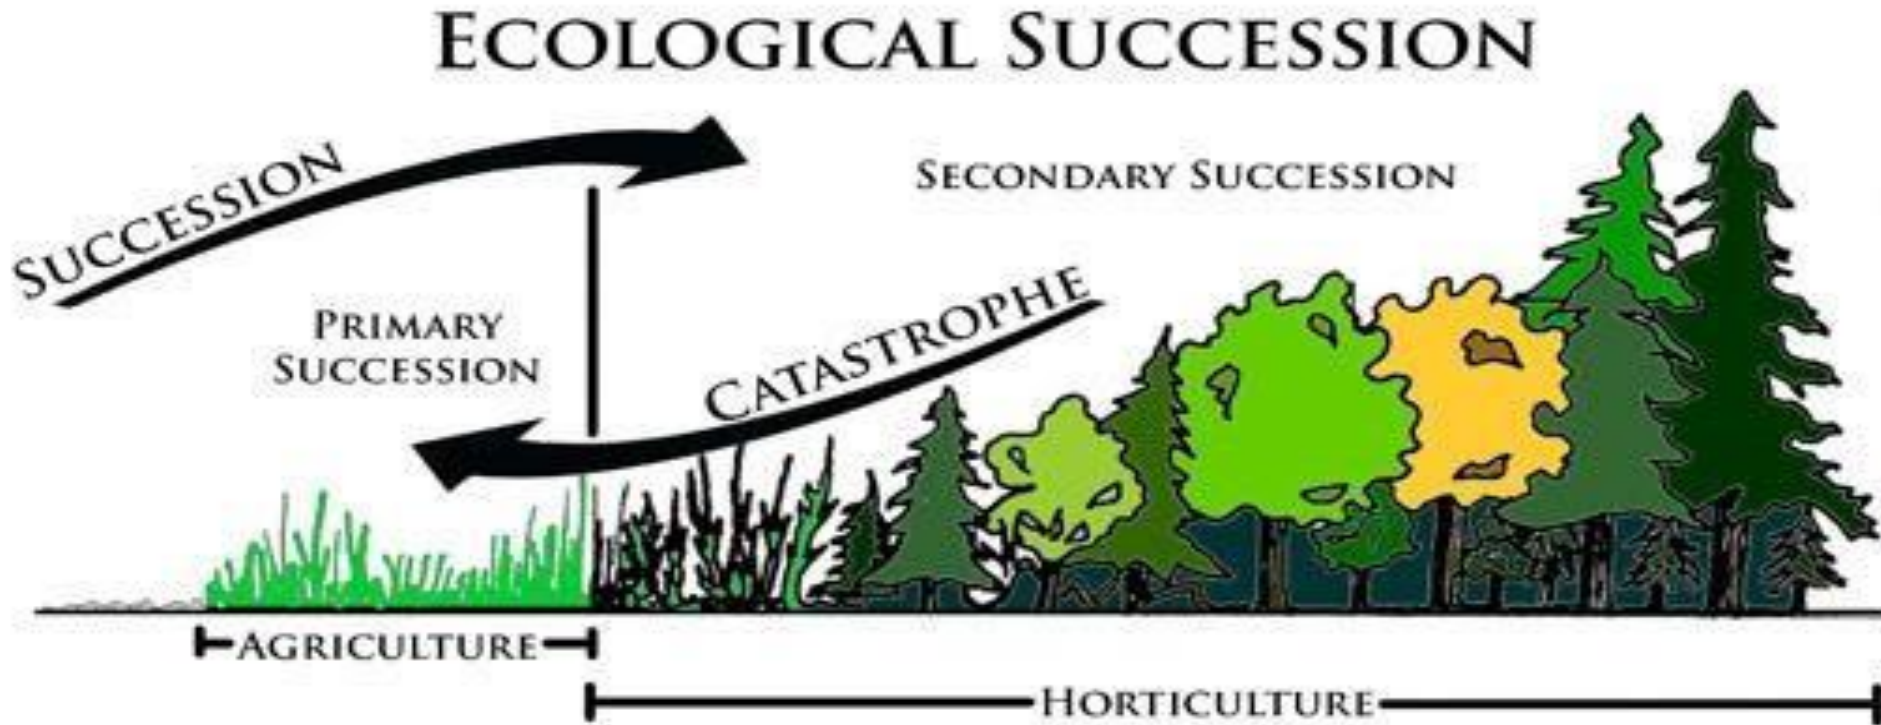 ECOLOGICAL SUCCESSION
SUCCESSION
SECONDARY SUCCESSION
PRIMARY
SUCCESSION
CATASTROPHE
AGRICULTURE
HORTICULTURE